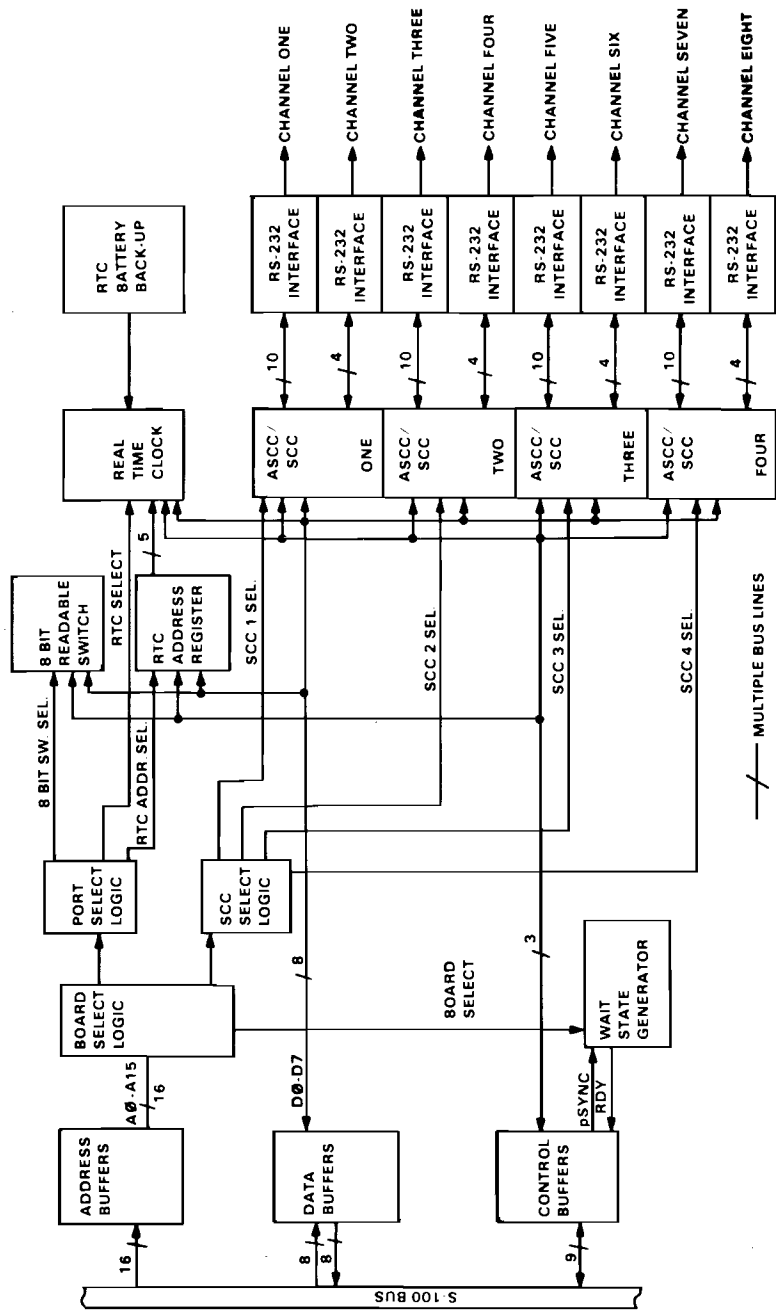 S-100 BUS
16
ADDRESS
BUFFERS
A0-A15
16
BOARD
SELECT
LOGIC
PORT
SELECT
LOGIC
8 BIT SW. SEL.
RTC SELECT
RTC ADDR. SEL.
8 BIT
READABLE
SWITCH
RTC
ADDRESS
REGISTER
5
REAL
TIME
CLOCK
RTC
BATTERY
BACK-UP
SCC
SELECT
LOGIC
SCC 1 SEL.
SCC 2 SEL.
SCC 3 SEL.
SCC 4 SEL.
8
8
DATA
BUFFERS
DØ-D7
8
BOARD
SELECT
9
CONTROL
BUFFERS
pSYNC
RDY
WAIT
STATE
GENERATOR
3
ASCC/
SCC
ONE
ASCC/
SCC
TWO
ASCC/
SCC
THREE
ASCC/
SCC
FOUR
10
4
10
4
10
4
10
4
RS-232
INTERFACE
RS-232
INTERFACE
RS-232
INTERFACE
RS-232
INTERFACE
RS-232
INTERFACE
RS-232
INTERFACE
RS-232
INTERFACE
RS-232
INTERFACE
CHANNEL ONE
CHANNEL TWO
CHANNEL THREE
CHANNEL FOUR
CHANNEL FIVE
CHANNEL SIX
CHANNEL SEVEN
CHANNEL EIGHT
MULTIPLE BUS LINES